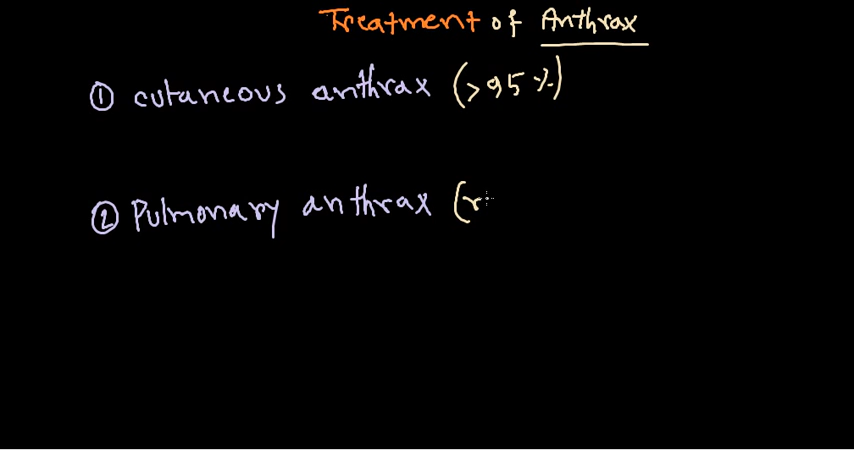 Treatment of Anthrax
① cutaneous anthrax (>95%)
② Pulmonary anthrax (r